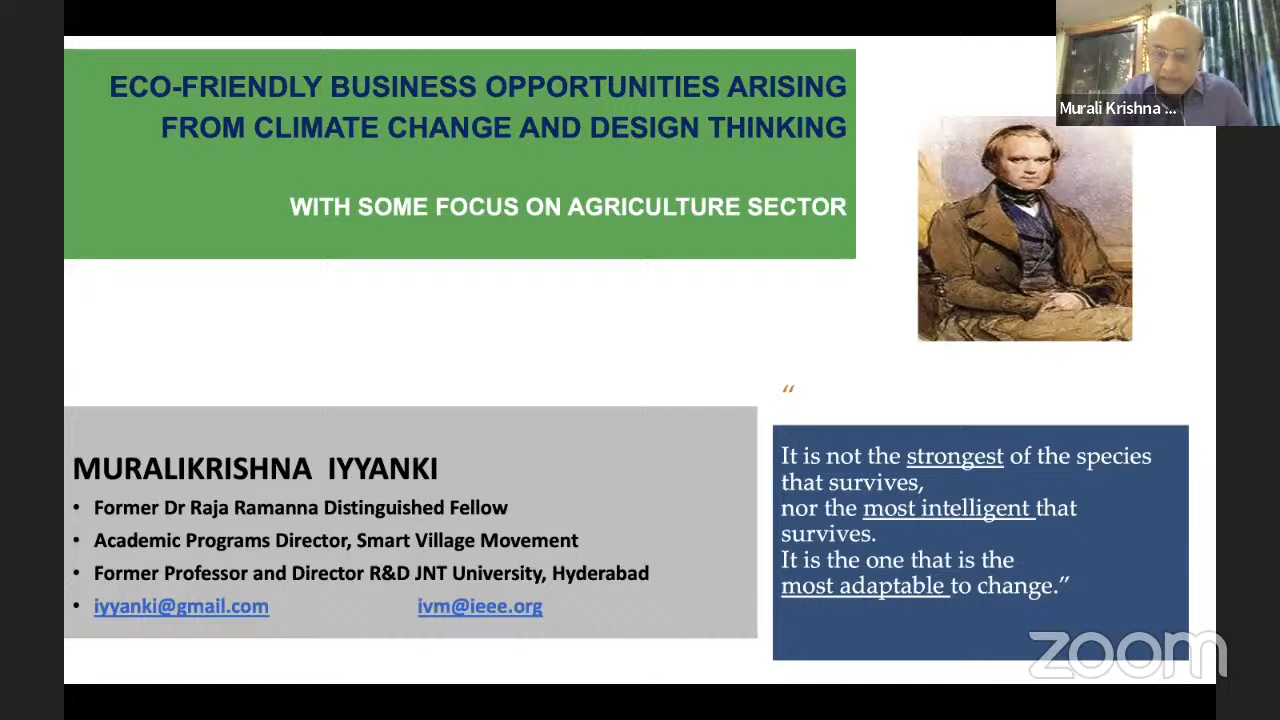 ECO-FRIENDLY BUSINESS OPPORTUNITIES ARISING
FROM CLIMATE CHANGE AND DESIGN THINKING
WITH SOME FOCUS ON AGRICULTURE SECTOR
Murali Krishna ...
MURALIKRISHNA IYYANKI
• Former Dr Raja Ramanna Distinguished Fellow
• Academic Programs Director, Smart Village Movement
• Former Professor and Director R&D JNT University, Hyderabad
• iyyanki@gmail.com ivm@ieee.org
“
It is not the strongest of the species
that survives,
nor the most intelligent that
survives.
It is the one that is the
most adaptable to change.”
zoom